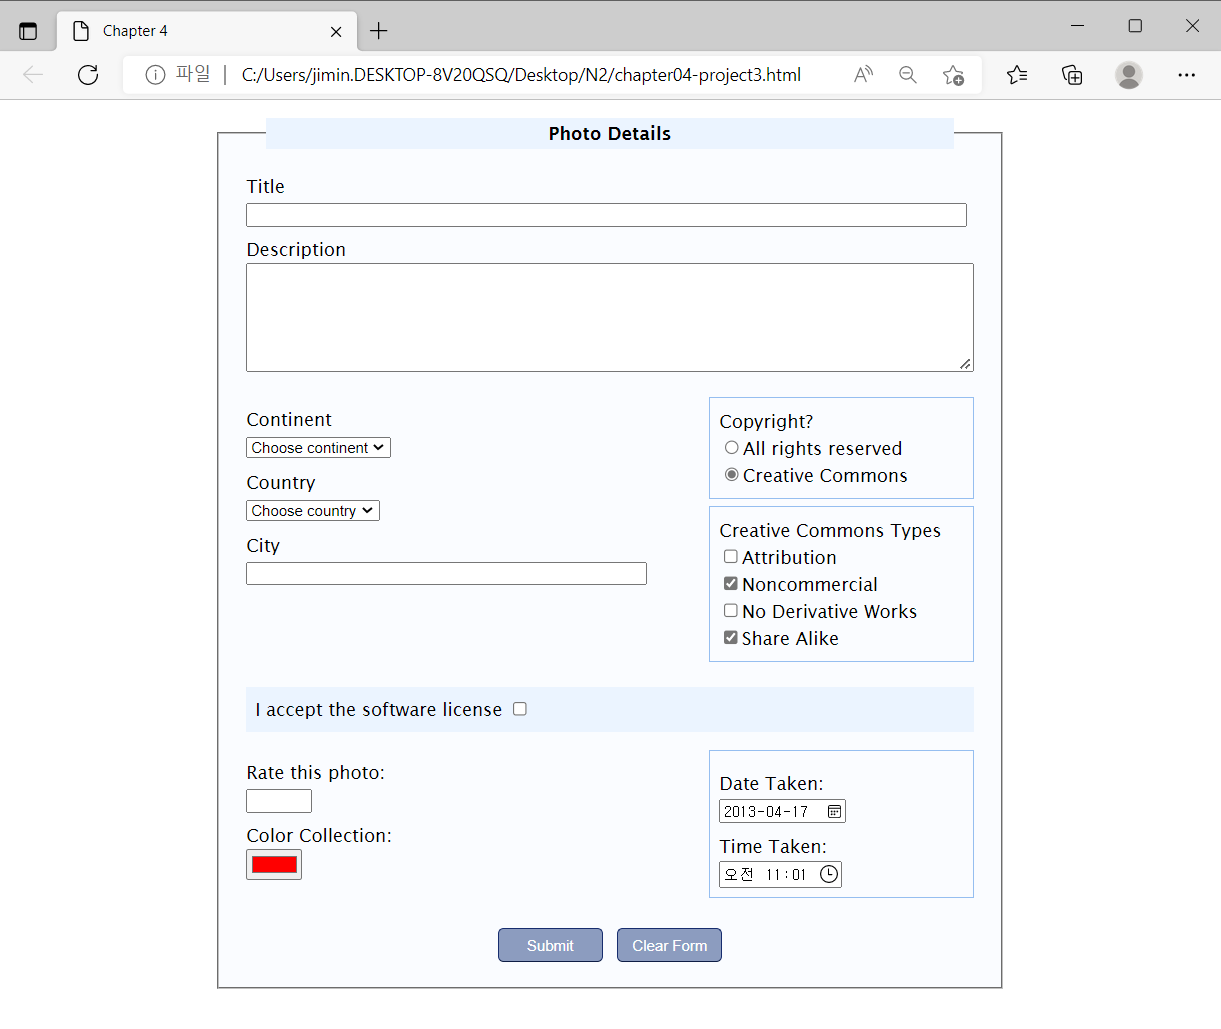 Chapter 4
파일 | C:/Users/jimin.DESKTOP-8V20QSQ/Desktop/N2/chapter04-project3.html
Photo Details
Title
Description
Continent
Choose continent
Country
Choose country
City
Copyright?
All rights reserved
Creative Commons
Creative Commons Types
Attribution
Noncommercial
No Derivative Works
Share Alike
I accept the software license
Rate this photo:
Color Collection:
Date Taken:
2013-04-17
Time Taken:
오전 11:01
Submit Clear Form